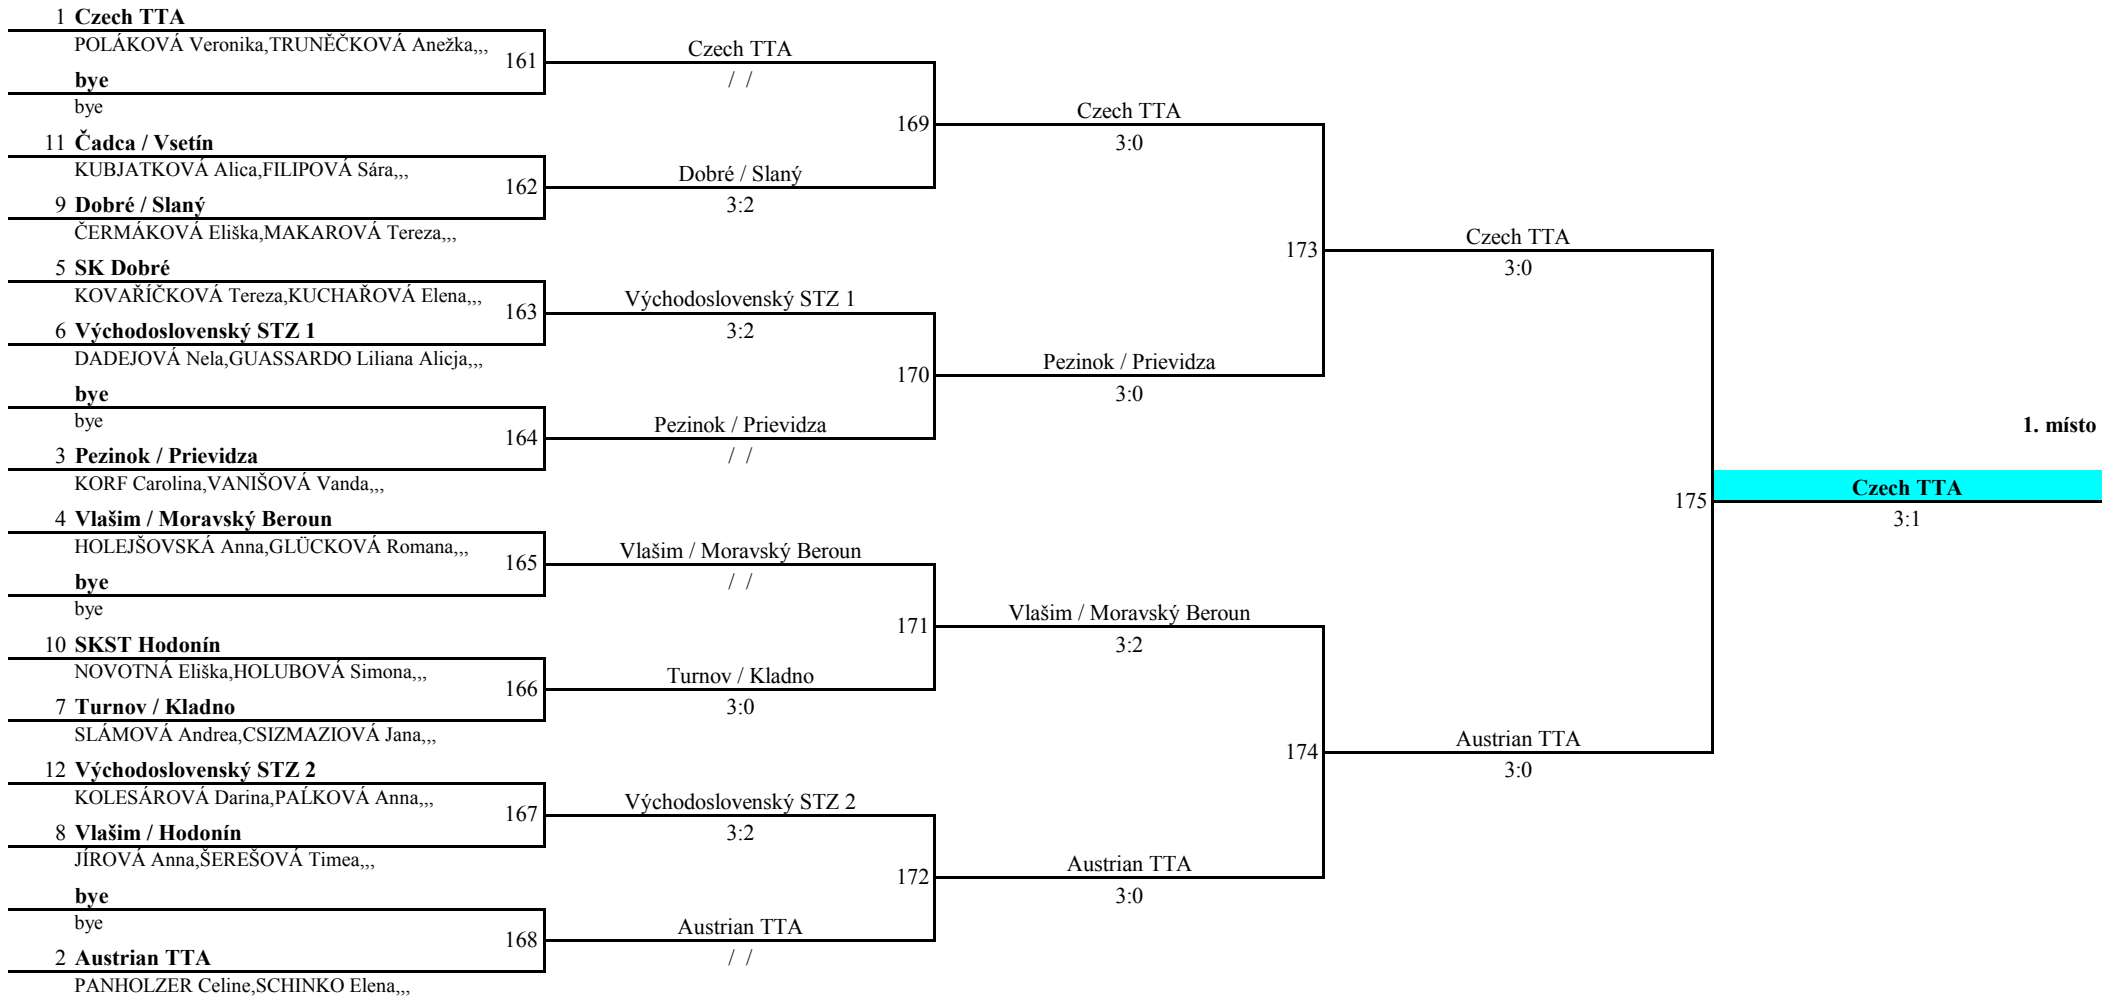 1 Czech TTA
POLÁKOVÁ Veronika,TRUNĚČKOVÁ Anežka,,,
161
bye
bye
11 Čadca / Vsetín
KUBJATKOVÁ Alica,FILIPOVÁ Sára,,,
162
9 Dobré / Slaný
ČERMÁKOVÁ Eliška,MAKAROVÁ Tereza,,,
5 SK Dobré
KOVAŘÍČKOVÁ Tereza,KUCHAŘOVÁ Elena,,,
163
6 Východoslovenský STZ 1
DADEJOVÁ Nela,GUASSARDO Liliana Alicja,,,
bye
bye
164
3 Pezinok / Prievidza
KORF Carolina,VANIŠOVÁ Vanda,,,
4 Vlašim / Moravský Beroun
HOLEJŠOVSKÁ Anna,GLÜCKOVÁ Romana,,,
165
bye
bye
10 SKST Hodonín
NOVOTNÁ Eliška,HOLUBOVÁ Simona,,,
166
7 Turnov / Kladno
SLÁMOVÁ Andrea,CSIZMAZIOVÁ Jana,,,
12 Východoslovenský STZ 2
KOLESÁROVÁ Darina,PAĹKOVÁ Anna,,,
167
8 Vlašim / Hodonín
JÍROVÁ Anna,ŠEREŠOVÁ Timea,,,
bye
bye
168
2 Austrian TTA
PANHOLZER Celine,SCHINKO Elena,,,
Czech TTA
/ /
169
Dobré / Slaný
3:2
Východoslovenský STZ 1
3:2
170
Pezinok / Prievidza
/ /
Vlašim / Moravský Beroun
/ /
171
Turnov / Kladno
3:0
Východoslovenský STZ 2
3:2
172
Austrian TTA
/ /
Czech TTA
3:0
173
Pezinok / Prievidza
3:0
Vlašim / Moravský Beroun
3:2
174
Austrian TTA
3:0
Czech TTA
3:0
175
Austrian TTA
3:0
1. místo
Czech TTA
3:1